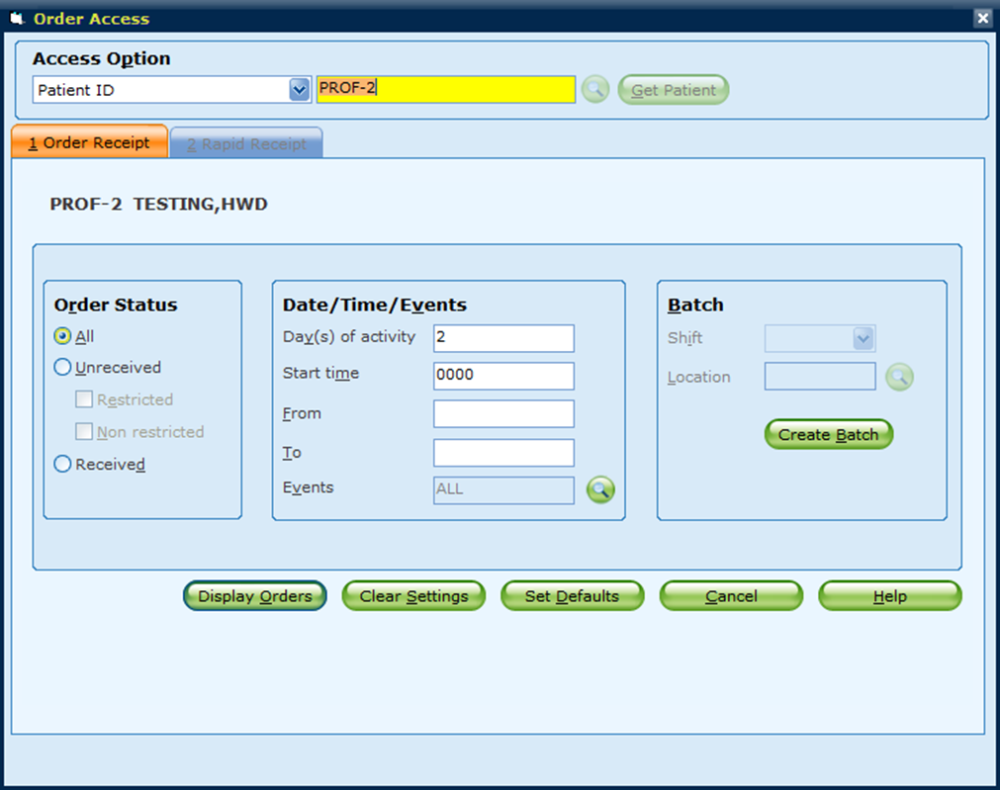 Order Access
Access Option
Patient ID
PROF-2
Get Patient
1 Order Receipt
2 Rapid Receipt
PROF-2 TESTING,HWD
Order Status
All
Unreceived
Restricted
Non restricted
Received
Date/Time/Events
Day(s) of activity
2
Start time
0000
From
To
Events
ALL
Batch
Shift
Location
Create Batch
Display Orders
Clear Settings
Set Defaults
Cancel
Help